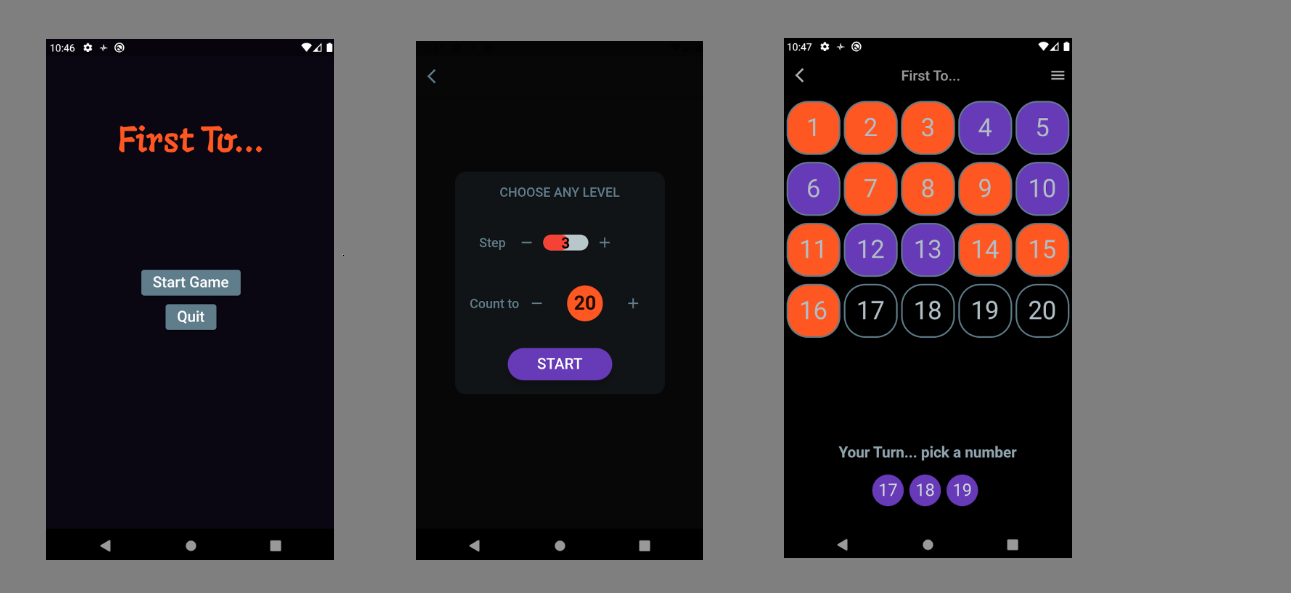 10:46
First To...
Start Game
Quit
CHOOSE ANY LEVEL
Step − 3 +
Count to − 20 +
START
10:47
First To...
1 2 3 4 5
6 7 8 9 10
11 12 13 14 15
16 17 18 19 20
Your Turn... pick a number
17 18 19